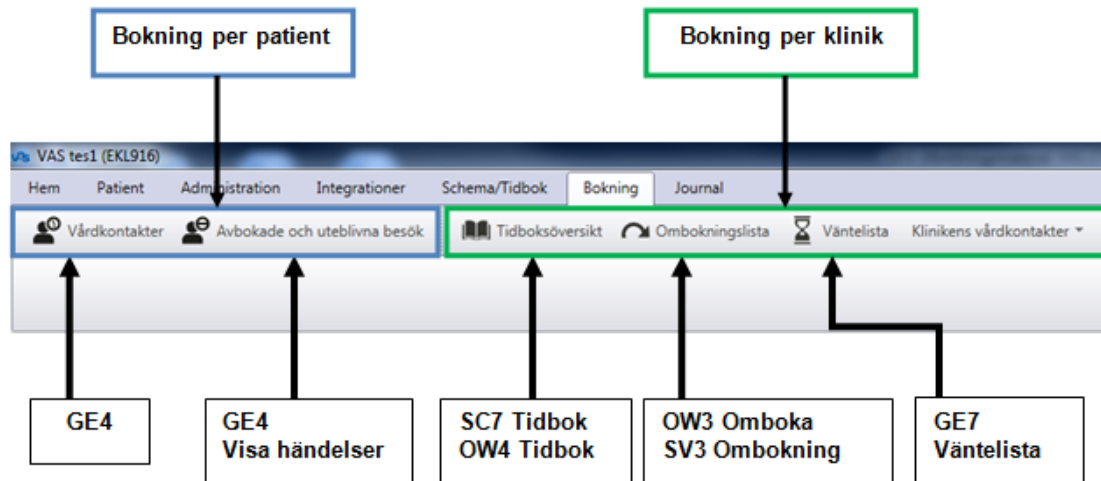 Bokning per patient
Bokning per klinik
VAS tes1 (EKL916)
Hem Patient Administration Integrationer Schema/Tidbok Bokning Journal
Vårdkontakter Avbokade och uteblivna besök Tidboksöversikt Ombokningslista Väntelista Klinikens vårdkontakter
GE4
GE4
Visa händelser
SC7 Tidbok
OW4 Tidbok
OW3 Omboka
SV3 Ombokning
GE7
Väntelista